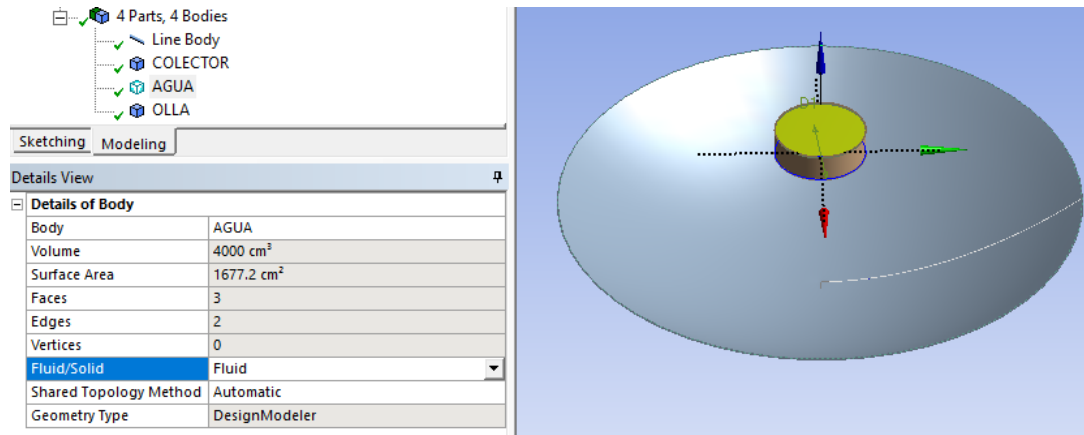 4 Parts, 4 Bodies
Line Body
COLECTOR
AGUA
OLLA
Sketching Modeling
Details View
Details of Body
Body AGUA
Volume 4000 cm³
Surface Area 1677.2 cm²
Faces 3
Edges 2
Vertices 0
Fluid/Solid Fluid
Shared Topology Method Automatic
Geometry Type DesignModeler